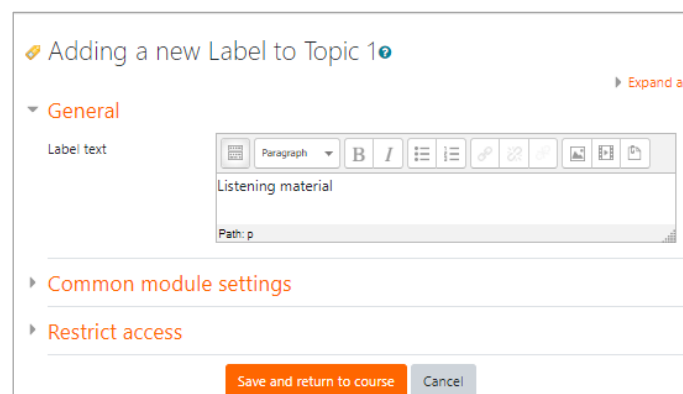 Adding a new Label to Topic 1
Expand a
General
Label text
Paragraph
B I
Listening material
Path: p
Common module settings
Restrict access
Save and return to course
Cancel